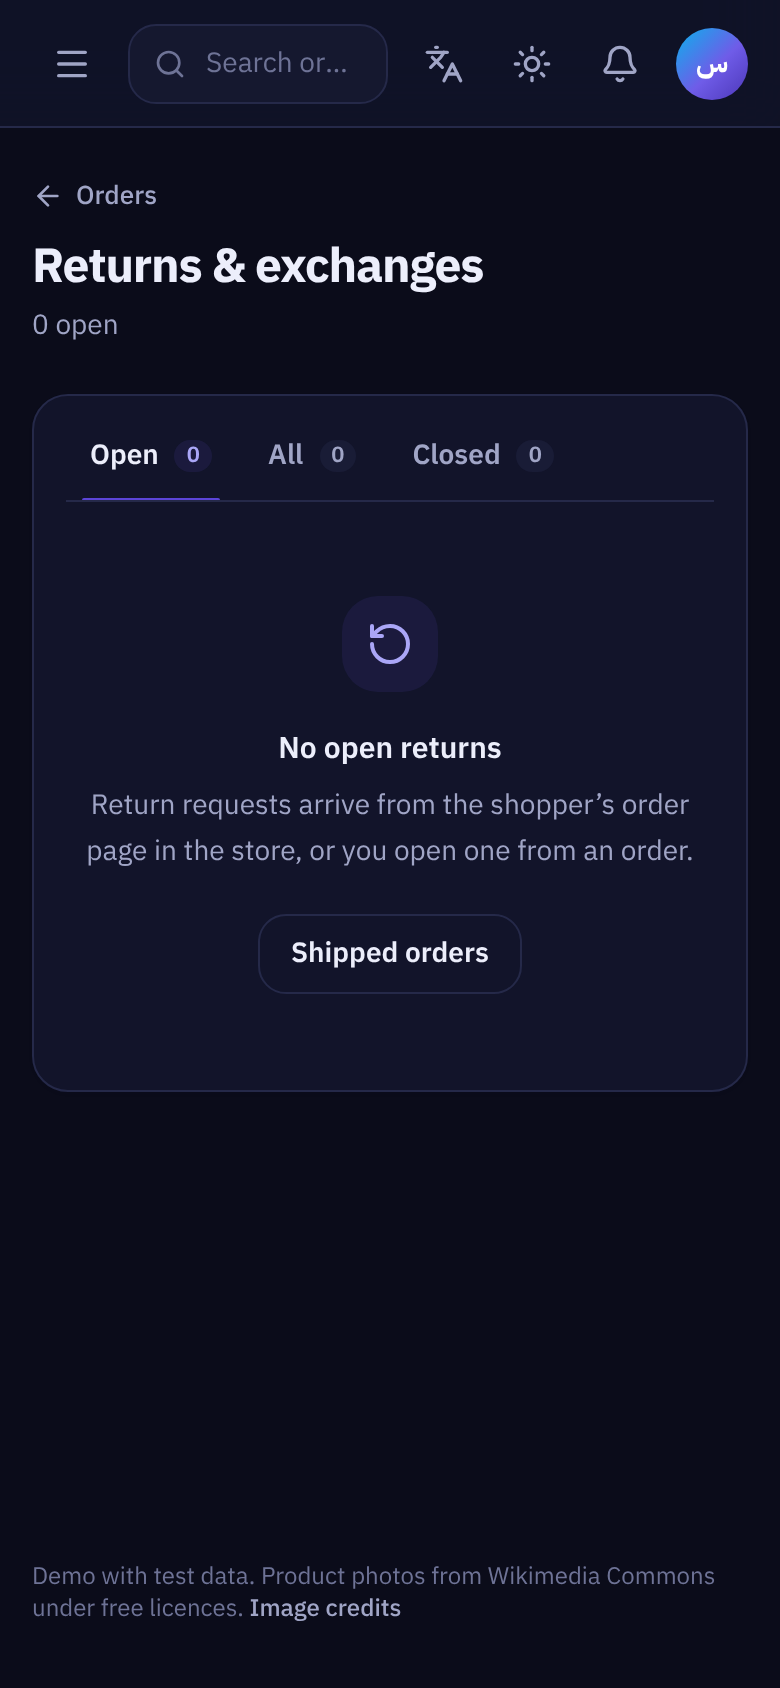 Search or...
س
Orders
Returns & exchanges
0 open
Open 0 All 0 Closed 0
No open returns
Return requests arrive from the shopper’s order
page in the store, or you open one from an order.
Shipped orders
Demo with test data. Product photos from Wikimedia Commons
under free licences. Image credits